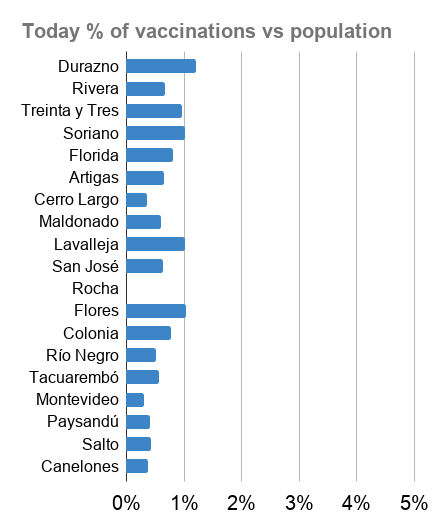 Today % of vaccinations vs population
Durazno
Rivera
Treinta y Tres
Soriano
Florida
Artigas
Cerro Largo
Maldonado
Lavalleja
San José
Rocha
Flores
Colonia
Río Negro
Tacuarembó
Montevideo
Paysandú
Salto
Canelones
0% 1% 2% 3% 4% 5%